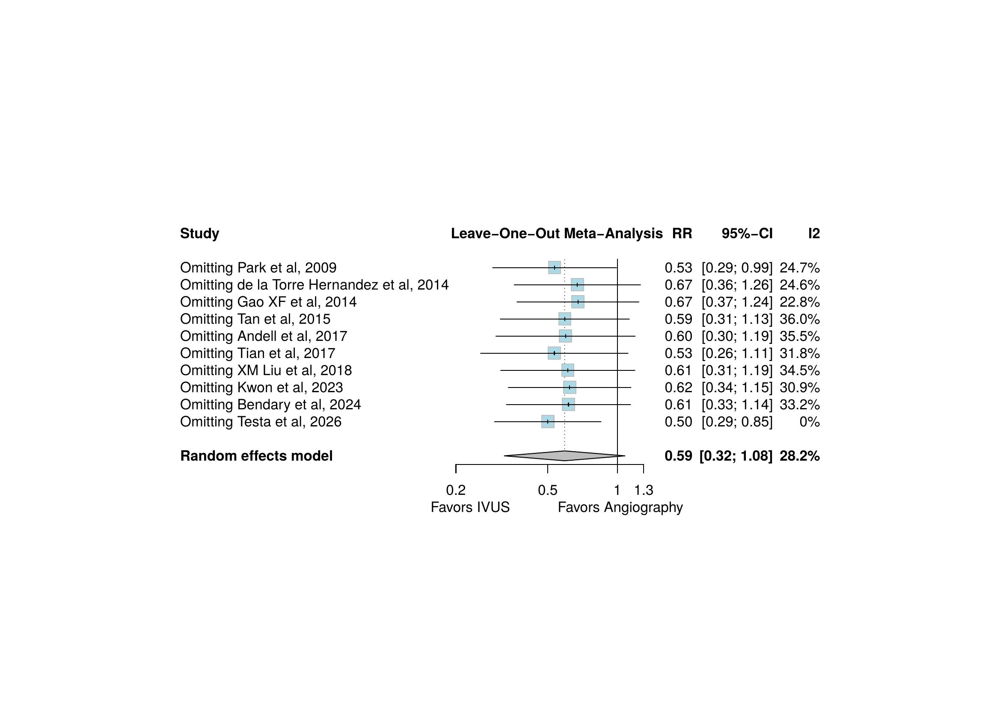 Study Leave−One−Out Meta−Analysis RR 95%−CI I2
Omitting Park et al, 2009 0.53 [0.29; 0.99] 24.7%
Omitting de la Torre Hernandez et al, 2014 0.67 [0.36; 1.26] 24.6%
Omitting Gao XF et al, 2014 0.67 [0.37; 1.24] 22.8%
Omitting Tan et al, 2015 0.59 [0.31; 1.13] 36.0%
Omitting Andell et al, 2017 0.60 [0.30; 1.19] 35.5%
Omitting Tian et al, 2017 0.53 [0.26; 1.11] 31.8%
Omitting XM Liu et al, 2018 0.61 [0.31; 1.19] 34.5%
Omitting Kwon et al, 2023 0.62 [0.34; 1.15] 30.9%
Omitting Bendary et al, 2024 0.61 [0.33; 1.14] 33.2%
Omitting Testa et al, 2026 0.50 [0.29; 0.85] 0%
Random effects model 0.59 [0.32; 1.08] 28.2%
0.2 0.5 1 1.3
Favors IVUS Favors Angiography